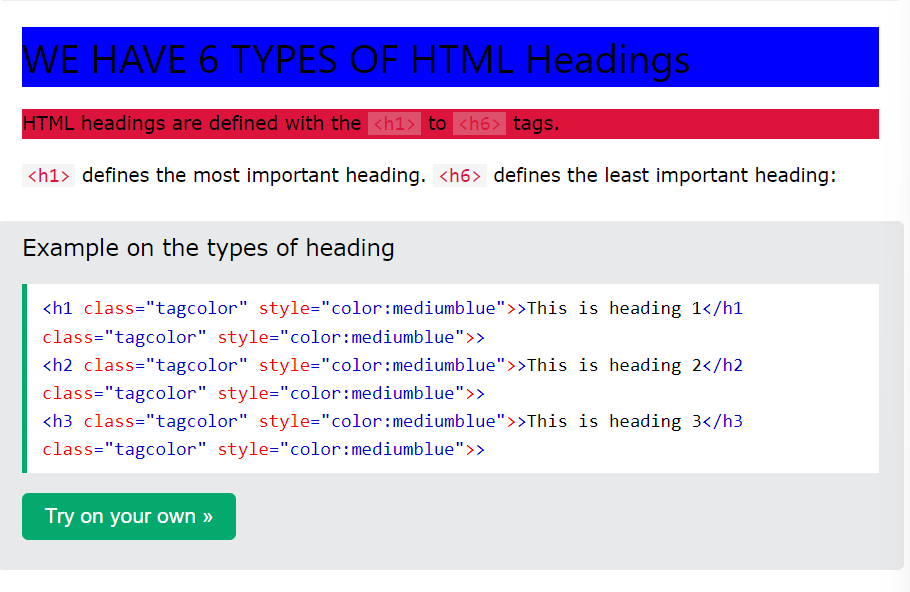 WE HAVE 6 TYPES OF HTML Headings
HTML headings are defined with the <h1> to <h6> tags.
<h1> defines the most important heading. <h6> defines the least important heading:
Example on the types of heading
<h1 class="tagcolor" style="color:mediumblue">>This is heading 1</h1
class="tagcolor" style="color:mediumblue">>
<h2 class="tagcolor" style="color:mediumblue">>This is heading 2</h2
class="tagcolor" style="color:mediumblue">>
<h3 class="tagcolor" style="color:mediumblue">>This is heading 3</h3
class="tagcolor" style="color:mediumblue">>
Try on your own »